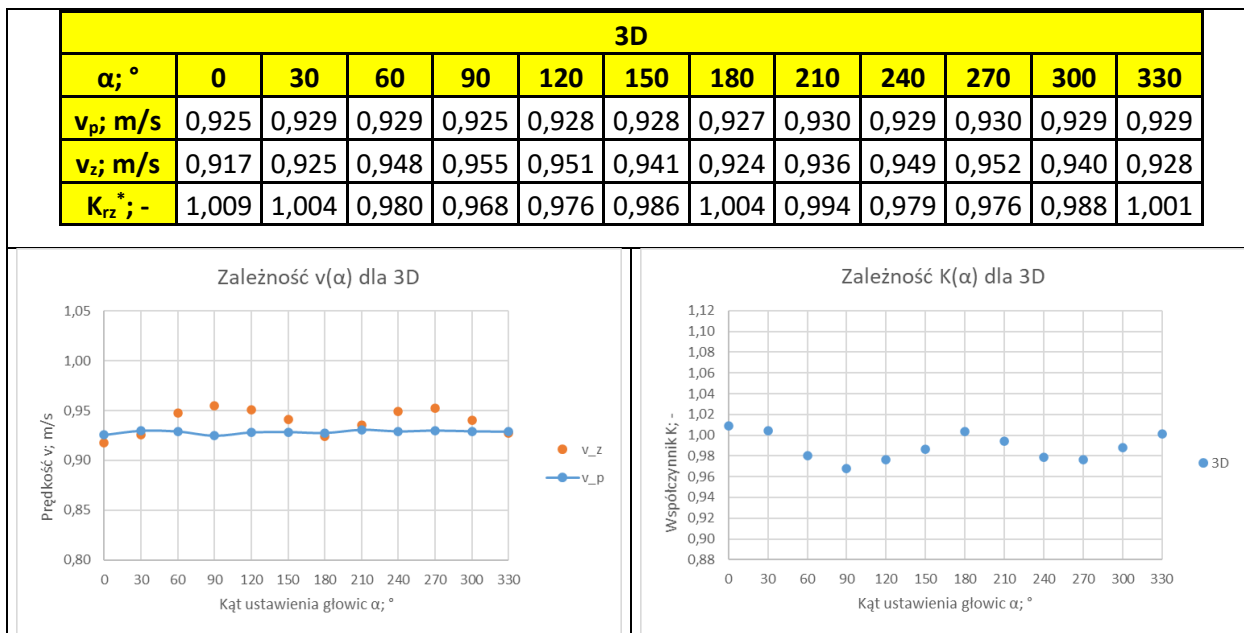 3D
α; ° 0 30 60 90 120 150 180 210 240 270 300 330
vₚ; m/s 0,925 0,929 0,929 0,925 0,928 0,928 0,927 0,930 0,929 0,930 0,929 0,929
v_z; m/s 0,917 0,925 0,948 0,955 0,951 0,941 0,924 0,936 0,949 0,952 0,940 0,928
K_rz*; - 1,009 1,004 0,980 0,968 0,976 0,986 1,004 0,994 0,979 0,976 0,988 1,001
Zależność v(α) dla 3D
Prędkość v; m/s
1,05
1,00
0,95
0,90
0,85
0,80
0 30 60 90 120 150 180 210 240 270 300 330
Kąt ustawienia głowic α; °
v_z
v_p
Zależność K(α) dla 3D
Współczynnik K; -
1,12
1,10
1,08
1,06
1,04
1,02
1,00
0,98
0,96
0,94
0,92
0,90
0,88
0 30 60 90 120 150 180 210 240 270 300 330
Kąt ustawienia głowic α; °
3D